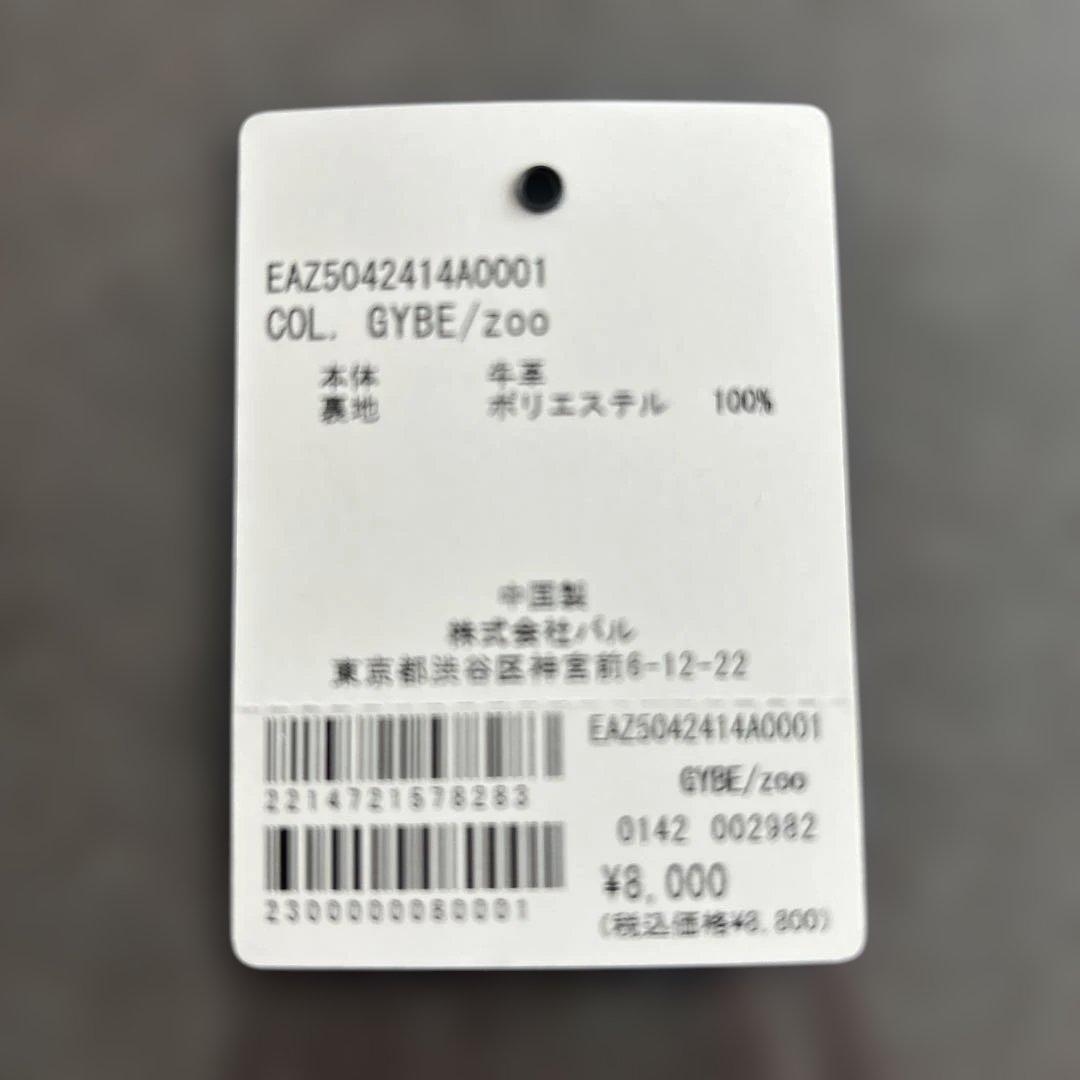 EAZ5042414A0001
COL. GYBE/zoo
本体 牛革
裏地 ポリエステル 100%
中国製
株式会社パル
東京都渋谷区神宮前6-12-22
EAZ5042414A0001
2214721578283
GYBE/zoo
0142 002982
¥8,000
2300000080001
(税込価格¥8,800)